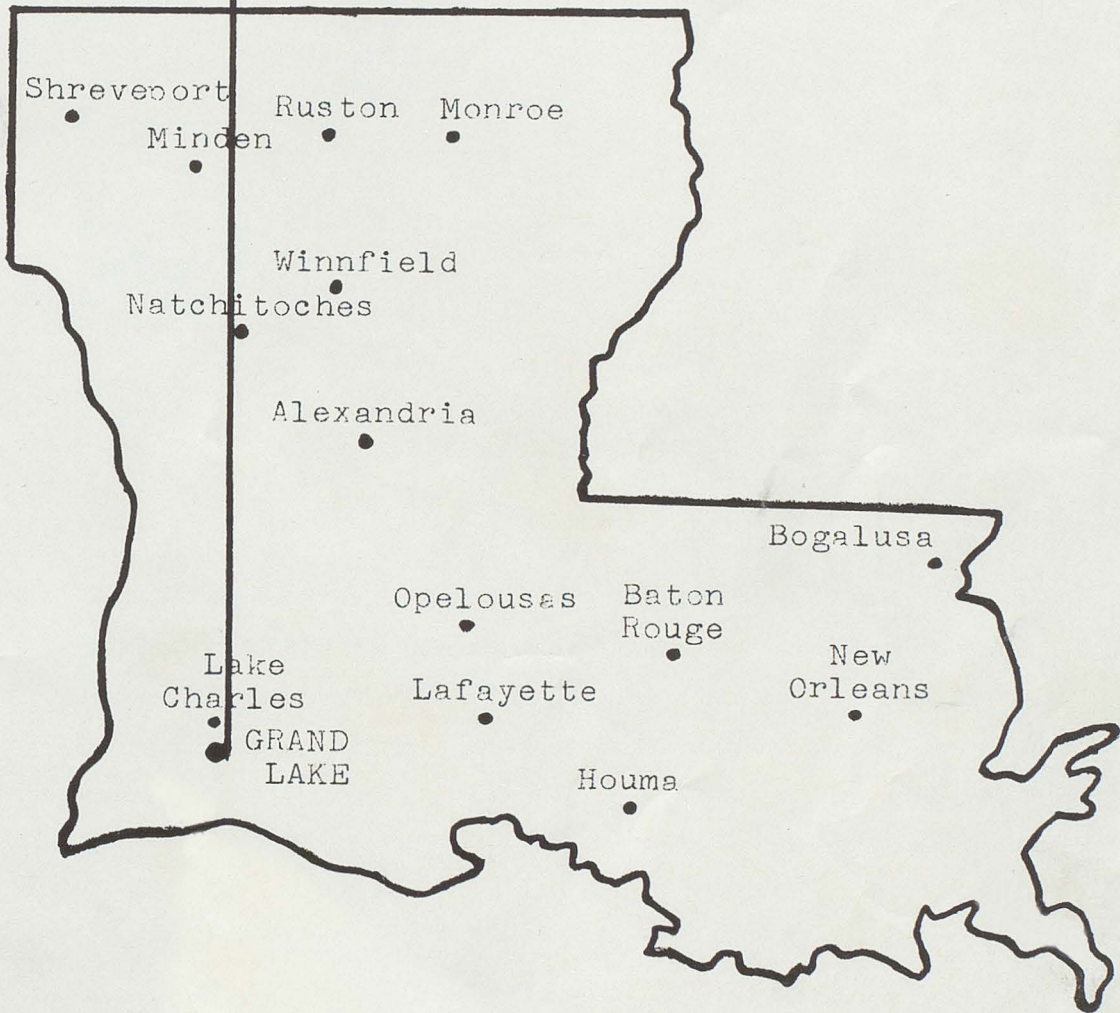 Shreveport
Ruston
Monroe
Minden
Winnfield
Natchitoches
Alexandria
Bogalusa
Opelousas
Baton
Rouge
New
Orleans
Lake
Charles
Lafayette
GRAND
LAKE
Houma